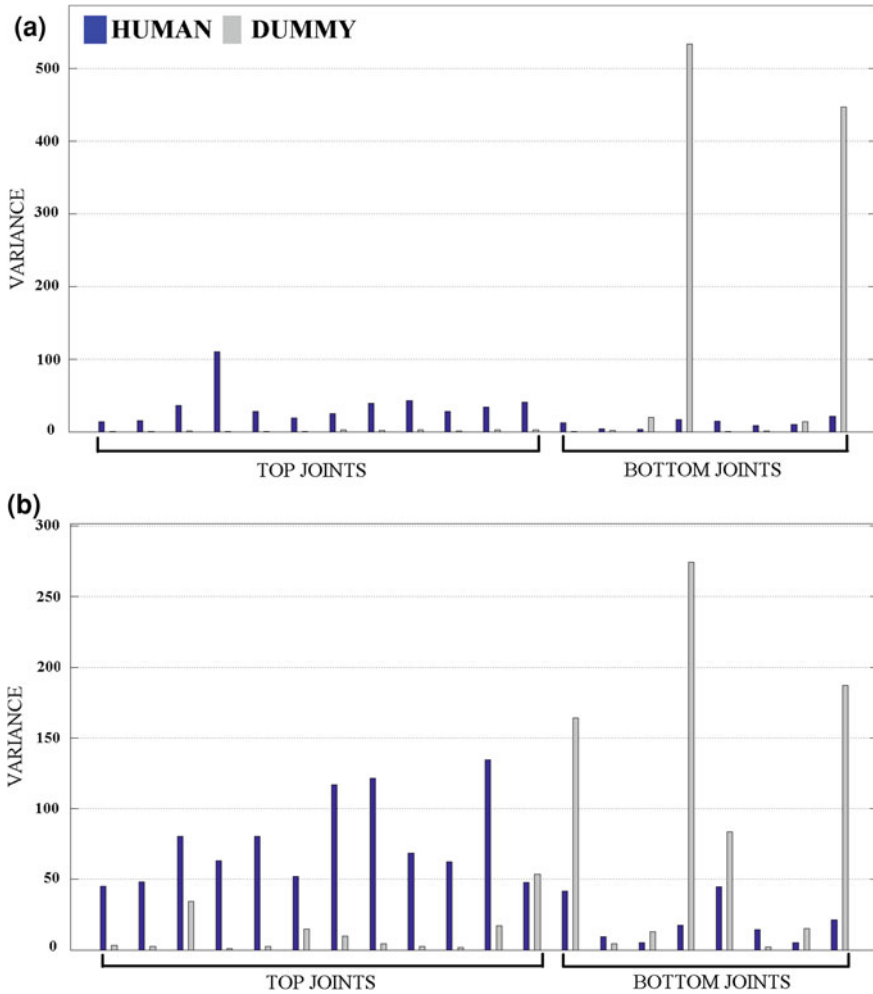 (a)
HUMAN DUMMY
500
400
300
200
100
0
VARIANCE
TOP JOINTS BOTTOM JOINTS
(b)
300
250
200
150
100
50
0
VARIANCE
TOP JOINTS BOTTOM JOINTS